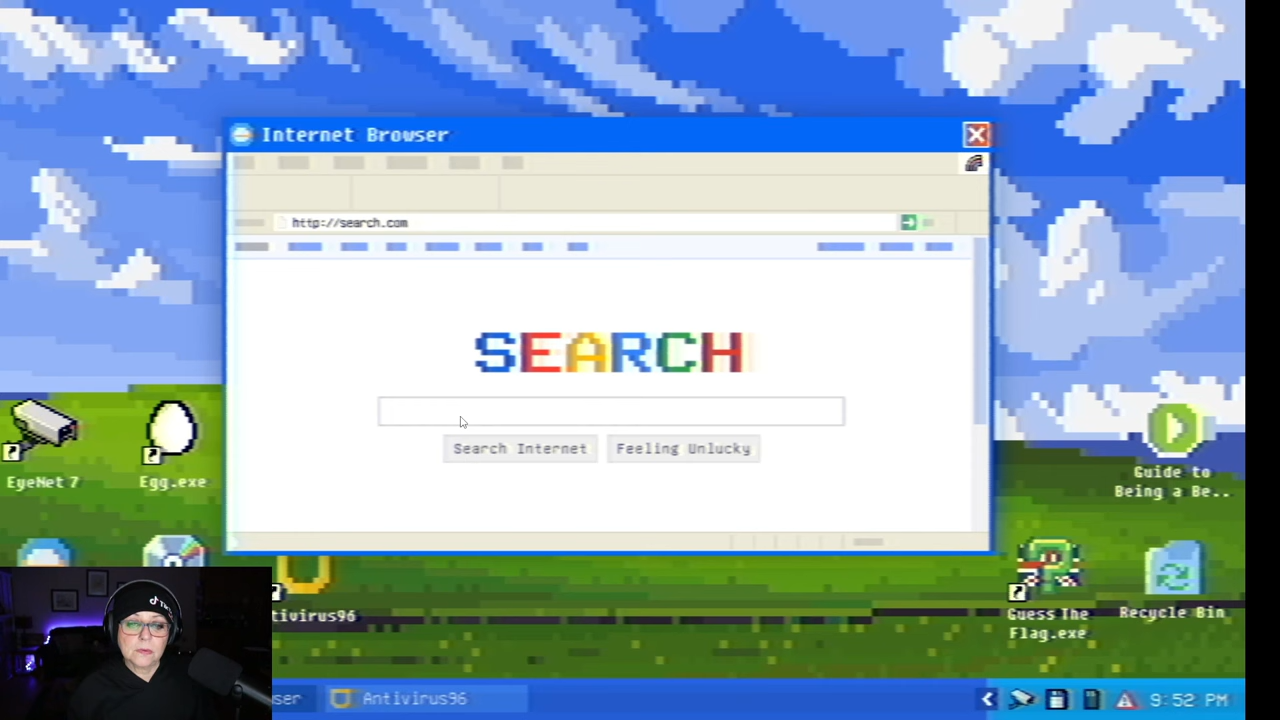 Internet Browser
http://search.com
SEARCH
Search Internet
Feeling Unlucky
EyeNet 7
Egg.exe
Guide to
Being a Be..
tivirus96
Guess The
Flag.exe
Recycle Bin
ser
Antivirus96
9:52 PM